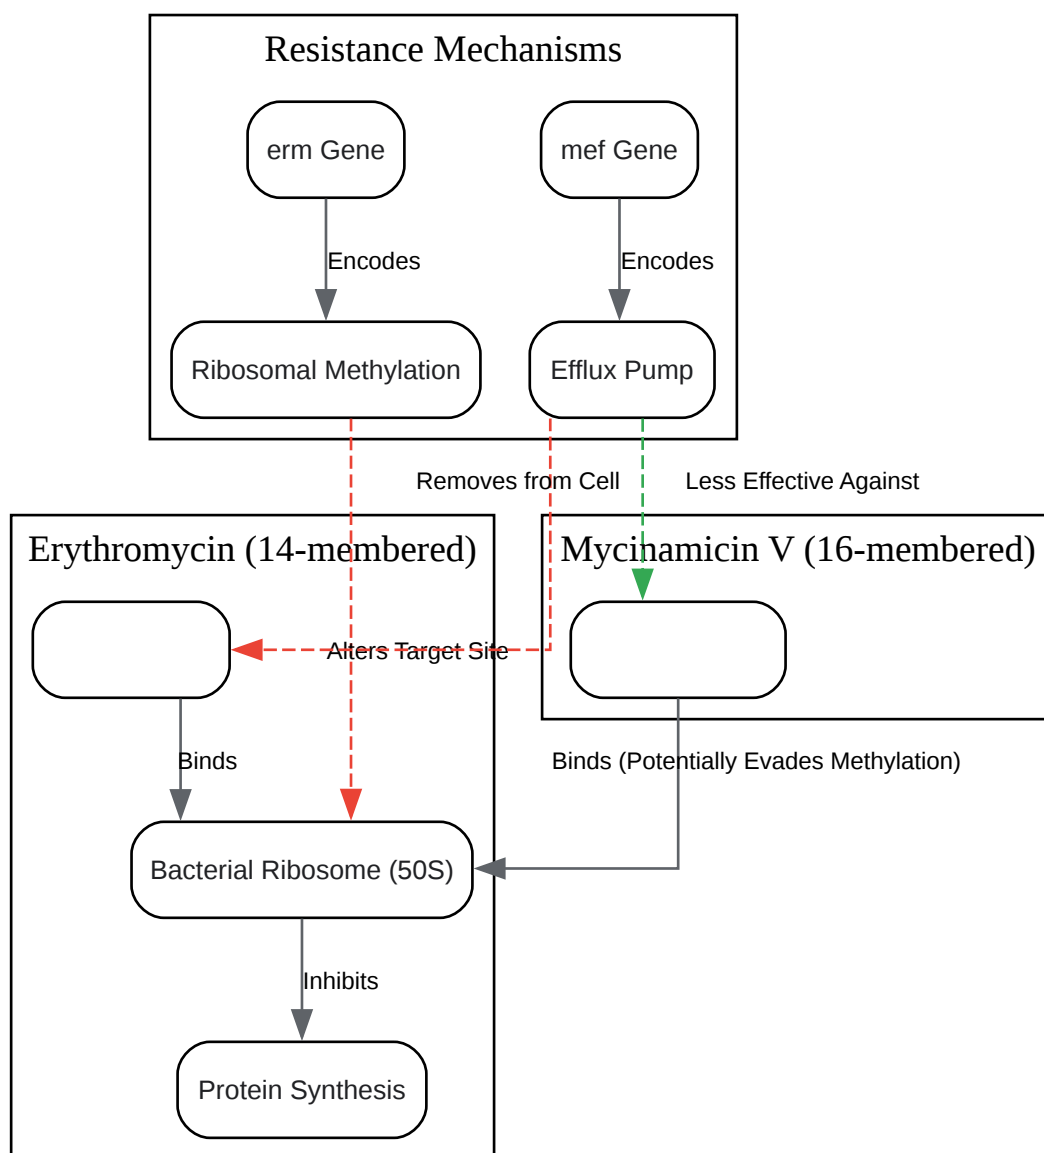 Resistance Mechanisms
erm Gene
mef Gene
Encodes
Encodes
Ribosomal Methylation
Efflux Pump
Removes from Cell
Less Effective Against
Erythromycin (14-membered)
Mycinamicin V (16-membered)
Alters Target Site
Binds
Binds (Potentially Evades Methylation)
Bacterial Ribosome (50S)
Inhibits
Protein Synthesis